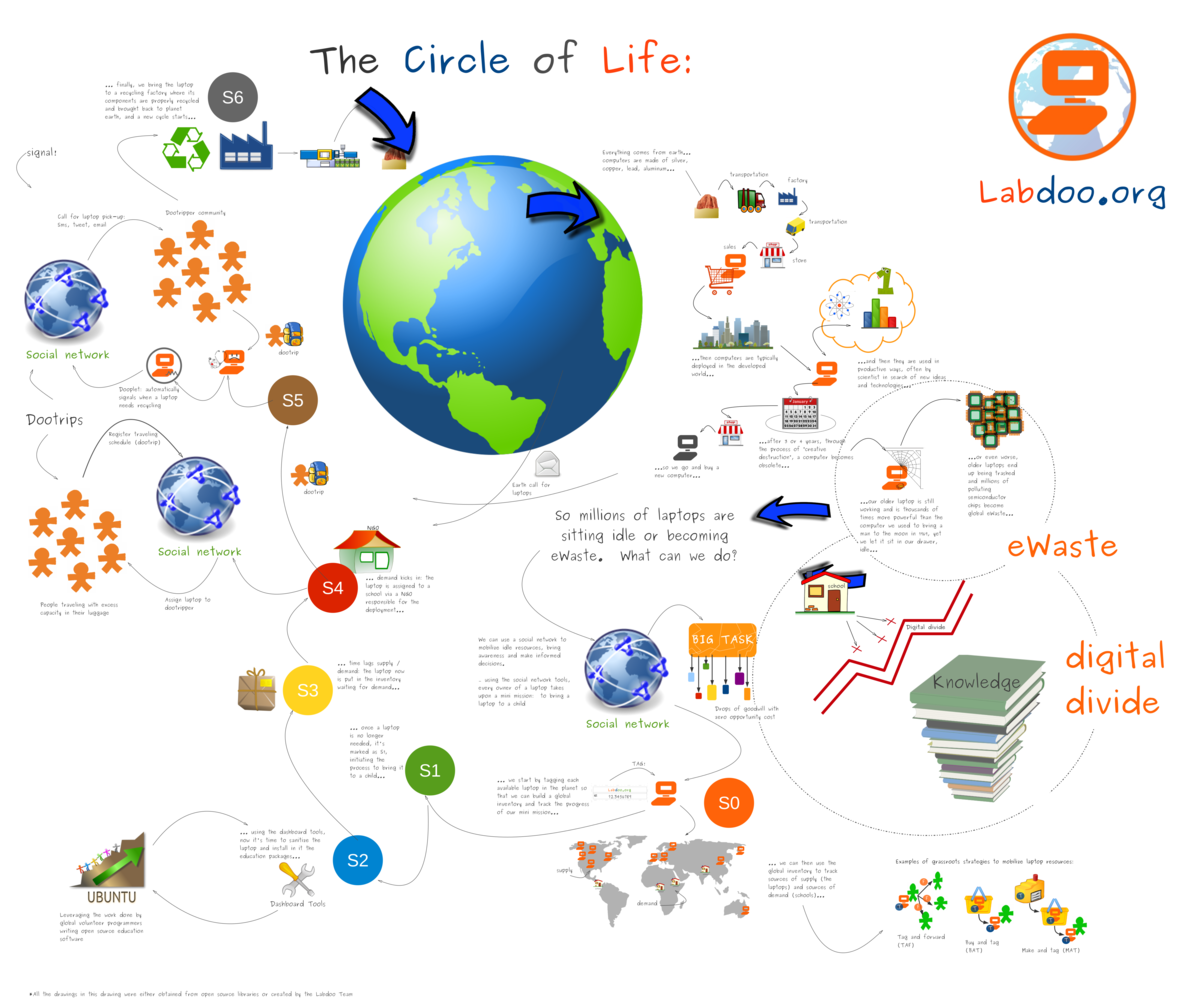 The Circle of Life:
Labdoo.org
Everything comes from earth...
computers are made of silver,
copper, lead, aluminum...
transportation
factory
transportation
store
sales
...then computers are typically
deployed in the developed
world...
...and then they are used in
productive ways, often by
scientist in search of new ideas
and technologies...
January
...after 3 or 4 years, through
the process of "creative
destruction", a computer becomes
obsolete...
...so we go and buy a
new computer...
...our older laptop is still
working and is thousands of
times more powerful than the
computer we used to bring a
man to the moon in 1969, yet
we let it sit in our drawer,
idle...
...or even worse,
older laptops end
up being trashed
and millions of
polluting
semiconductor
chips become
global eWaste...
eWaste
school
Digital divide
Knowledge
digital
divide
So millions of laptops are
sitting idle or becoming
eWaste. What can we do?
Earth call for
laptops
We can use a social network to
mobilize idle resources, bring
awareness and make informed
decisions.
. using the social network tools,
every owner of a laptop takes
upon a mini mission: to bring a
laptop to a child
Social network
BIG TASK
Drops of goodwill with
zero opportunity cost
... we start by tagging each
available laptop in the planet so
that we can build a global
inventory and track the progress
of our mini mission...
TAG!
Labdoo.org
S0
supply
demand
... we can then use the
global inventory to track
sources of supply (the
laptops) and sources of
demand (schools)...
Examples of grassroots strategies to mobilize laptop resources:
Tag and forward
(TAF)
Bag and tag
(BAT)
Make and tag (MAT)
S1
... once a laptop
is no longer
needed, it's
marked as S1,
initiating the
process to bring it
to a child...
S2
... using the dashboard tools,
now it's time to sanitize the
laptop and install in it the
education packages...
Dashboard Tools
UBUNTU
Leveraging the work done by
global volunteer programmers
writing open source education
software
S3
... time lags supply /
demand: the laptop now
is put in the inventory
waiting for demand...
S4
NGO
... demand kicks in: the
laptop is assigned to a
school via a NGO
responsible for the
deployment...
Assign laptop to
dootripper
Social network
People traveling with excess
capacity in their luggage
Register traveling
schedule (dootrip)
Dootrips
dootrip
S5
dootrip
Dooplet: automatically
signals when a laptop
needs recycling
Social network
Call for laptop pick-up:
sms, tweet, email
signal!
Dootripper community
S6
... finally, we bring the laptop
to a recycling factory where its
components are properly recycled
and brought back to planet
earth, and a new cycle starts...
*All the drawings in this drawing were either obtained from open source libraries or created by the Labdoo Team